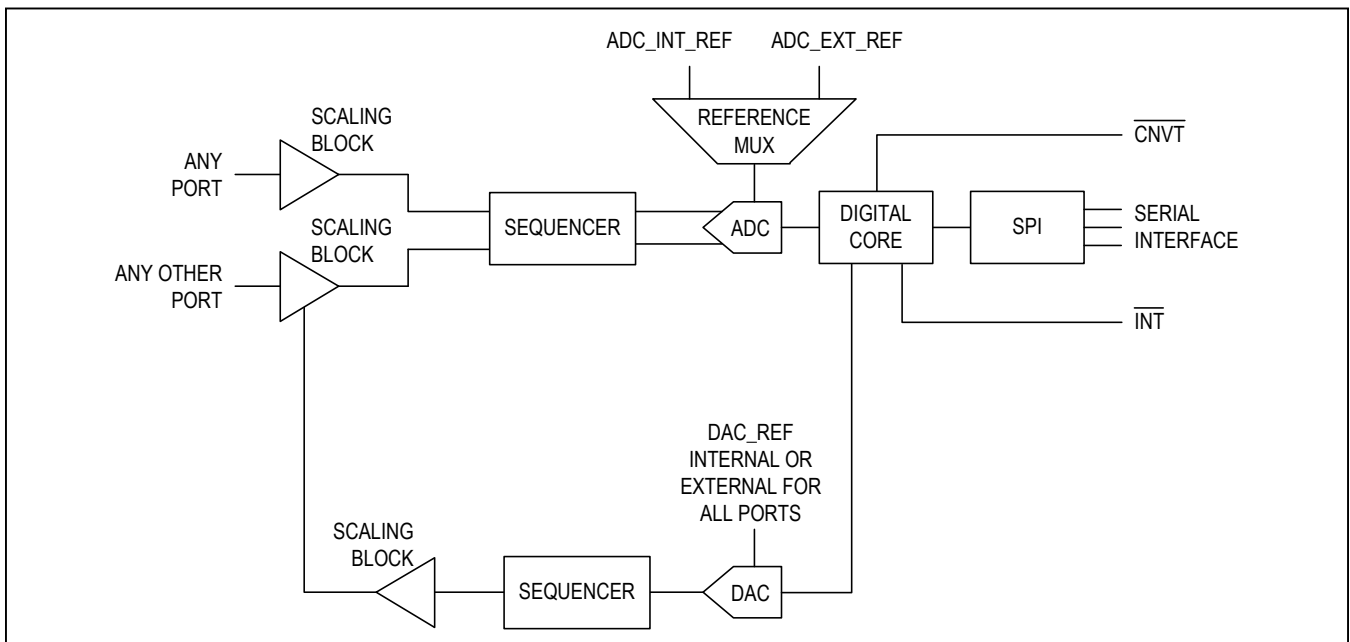 ADC_INT_REF
ADC_EXT_REF
REFERENCE
MUX
SCALING
BLOCK
ANY
PORT
SCALING
BLOCK
ANY OTHER
PORT
SEQUENCER
ADC
DIGITAL
CORE
SPI
CNVT
SERIAL
INTERFACE
INT
DAC_REF
INTERNAL OR
EXTERNAL FOR
ALL PORTS
SCALING
BLOCK
SEQUENCER
DAC